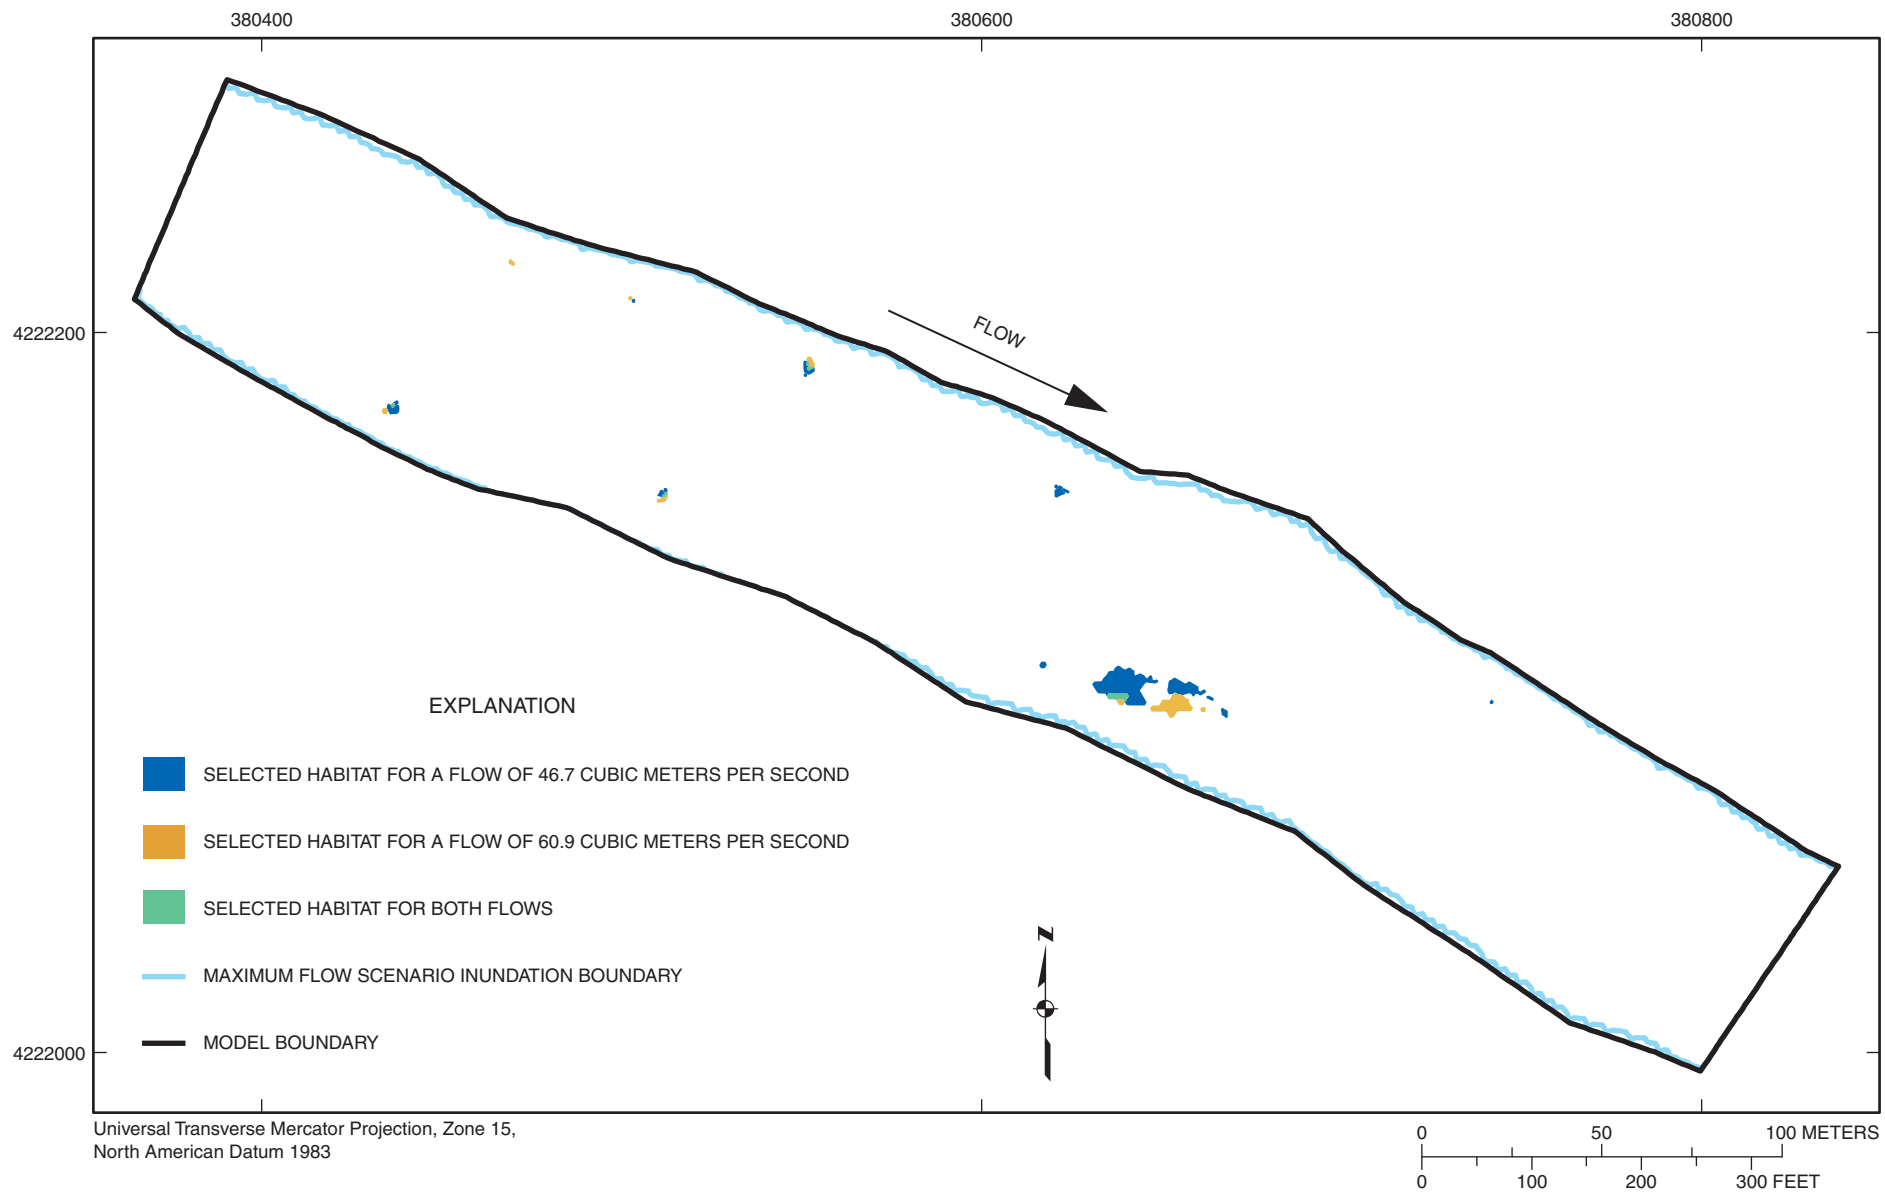 380400
380600
380800
4222200
FLOW
EXPLANATION
SELECTED HABITAT FOR A FLOW OF 46.7 CUBIC METERS PER SECOND
SELECTED HABITAT FOR A FLOW OF 60.9 CUBIC METERS PER SECOND
SELECTED HABITAT FOR BOTH FLOWS
N
MAXIMUM FLOW SCENARIO INUNDATION BOUNDARY
MODEL BOUNDARY
4222000
Universal Transverse Mercator Projection, Zone 15,
North American Datum 1983
0 50 100 METERS
0 100 200 300 FEET